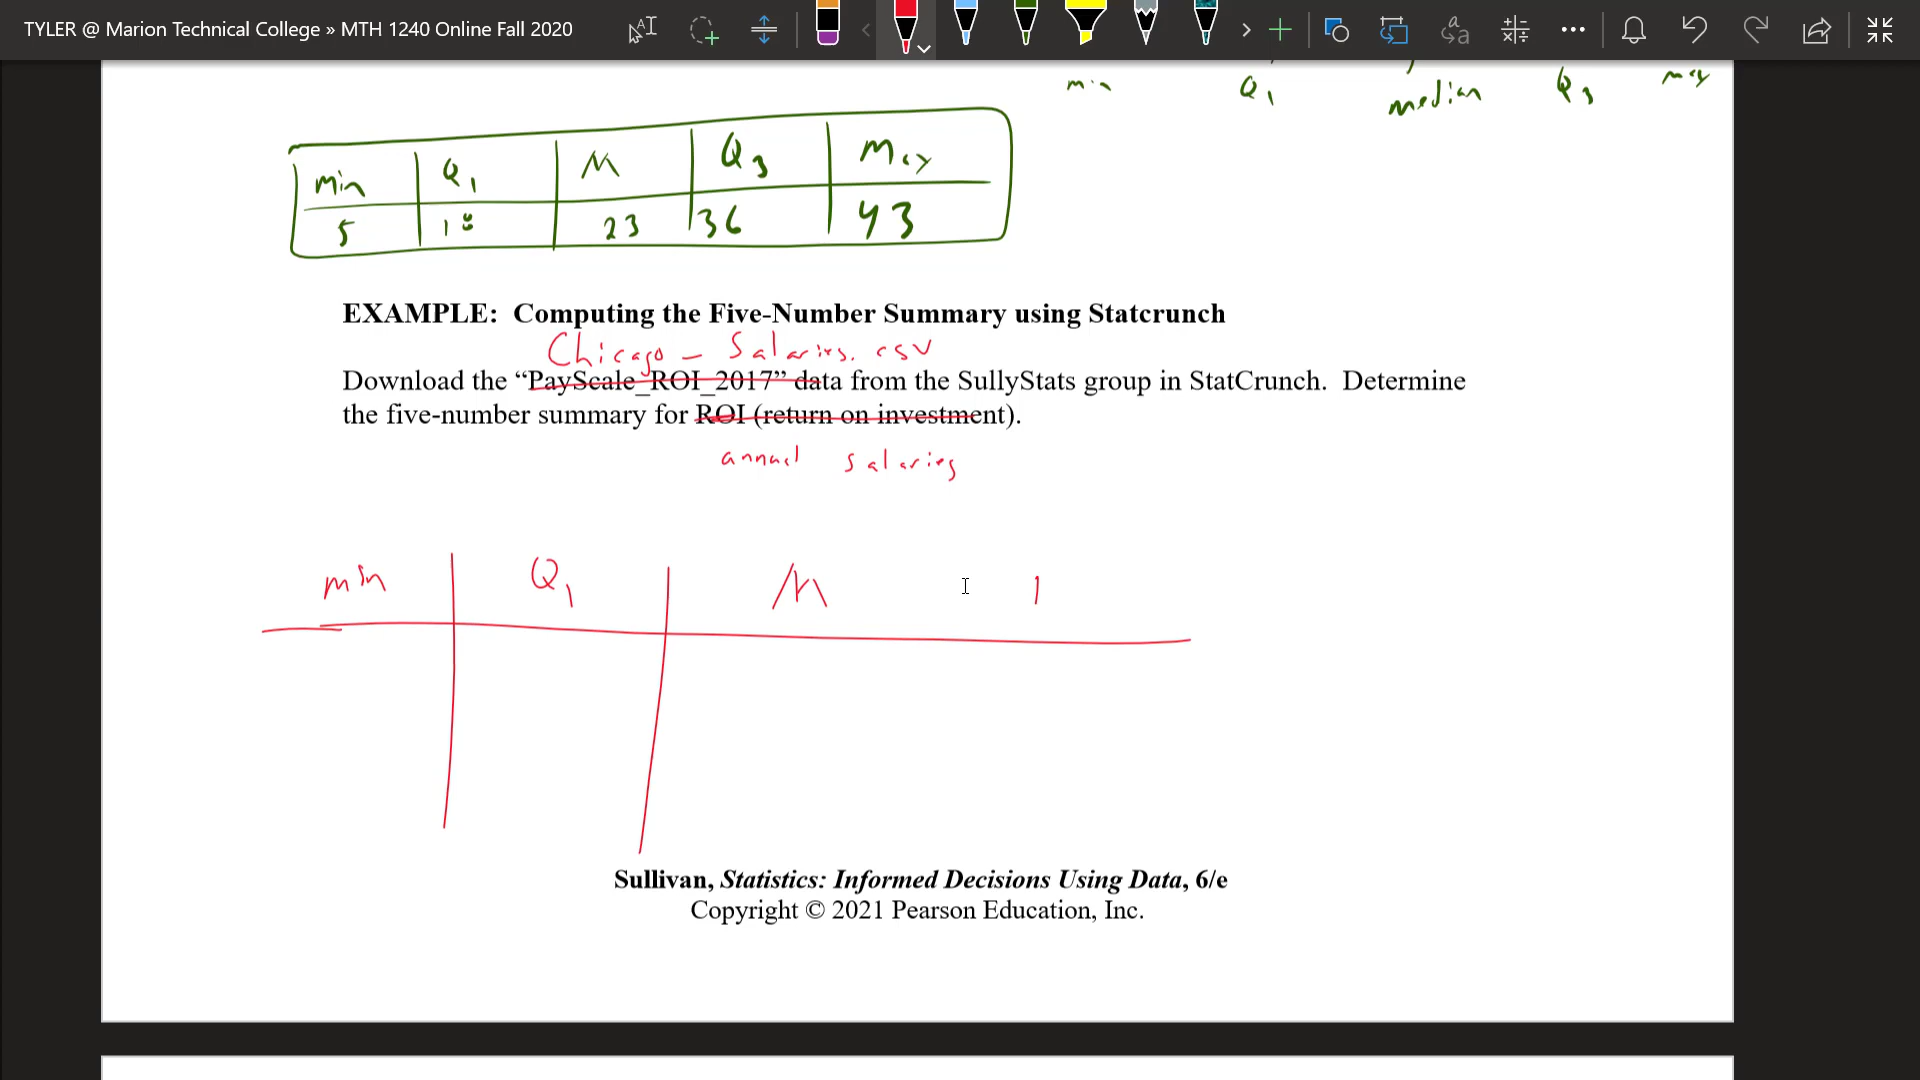 TYLER @ Marion Technical College » MTH 1240 Online Fall 2020
min Q1 median Q3 max
min Q1 M Q3 Max
5 18 23 36 43
EXAMPLE: Computing the Five-Number Summary using Statcrunch
Chicago - Salaries.csv
Download the “PayScale_ROI_2017” data from the SullyStats group in StatCrunch. Determine
the five-number summary for ROI (return on investment).
annual salaries
min Q1 M
Sullivan, Statistics: Informed Decisions Using Data, 6/e
Copyright © 2021 Pearson Education, Inc.